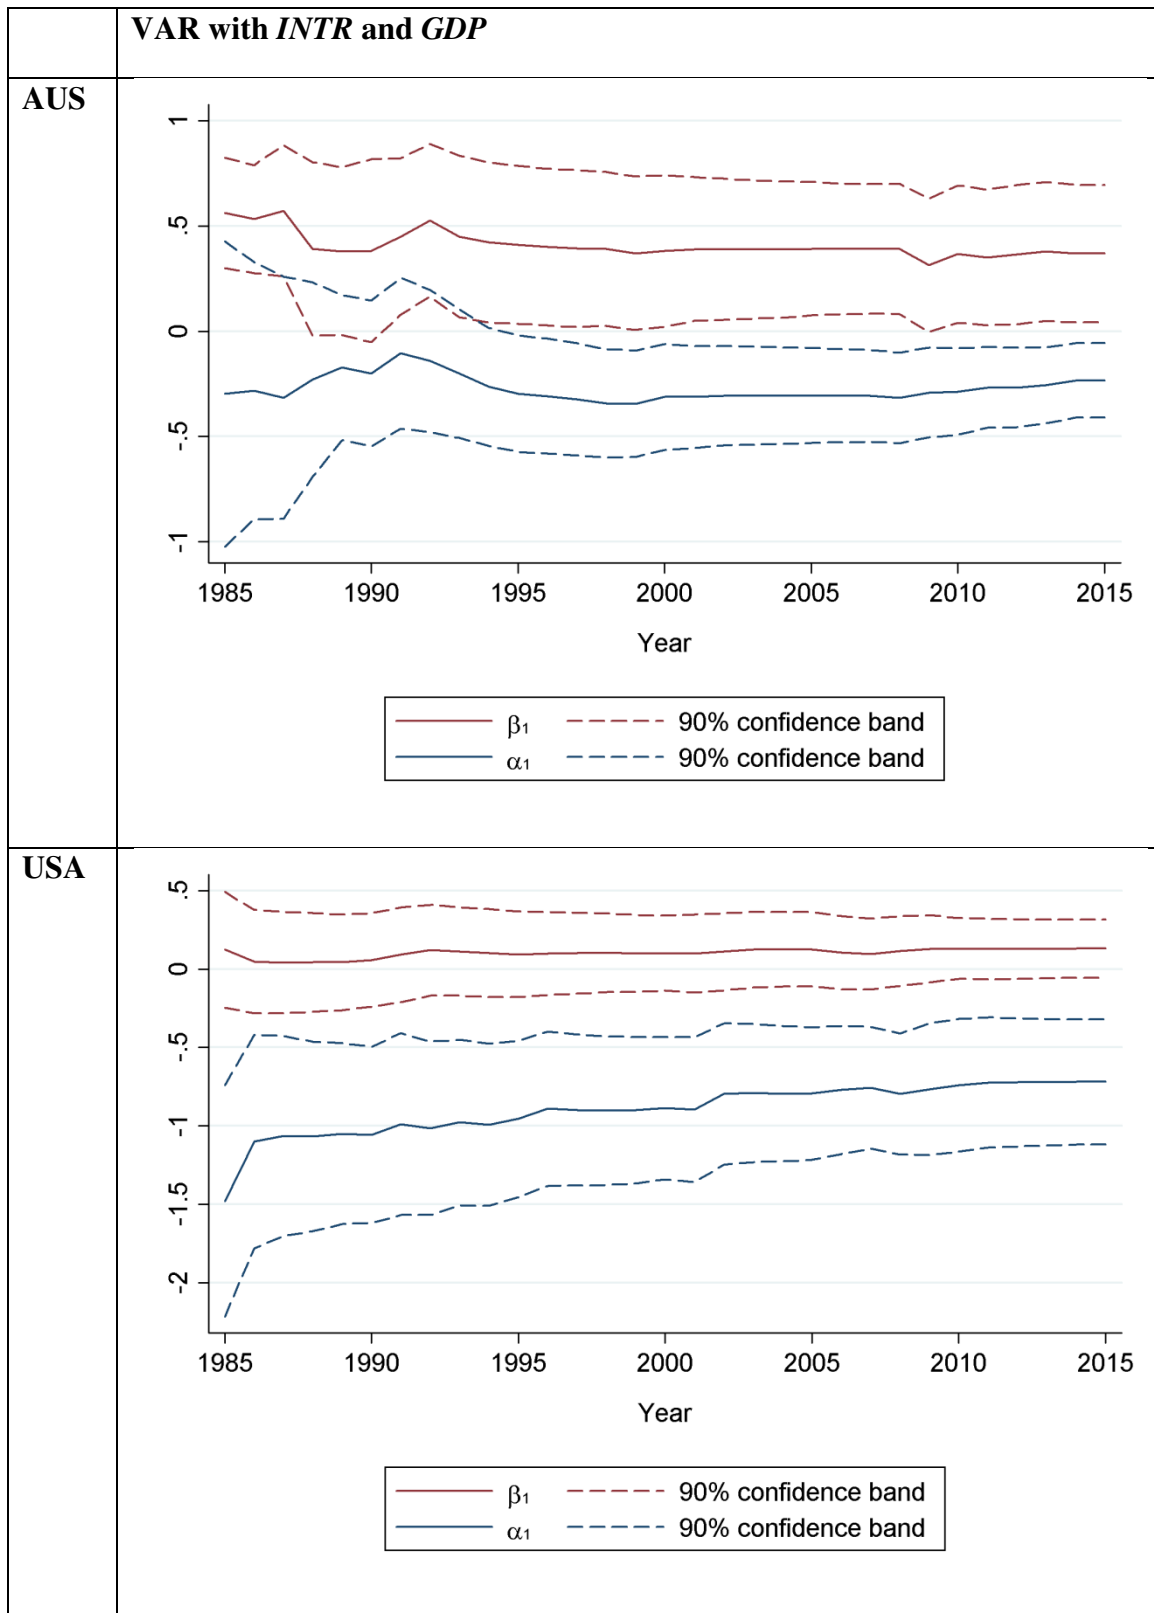 VAR with INTR and GDP
AUS
1
.5
0
-.5
-1
1985 1990 1995 2000 2005 2010 2015
Year
β₁ 90% confidence band
α₁ 90% confidence band
USA
.5
0
-.5
-1
-1.5
-2
1985 1990 1995 2000 2005 2010 2015
Year
β₁ 90% confidence band
α₁ 90% confidence band